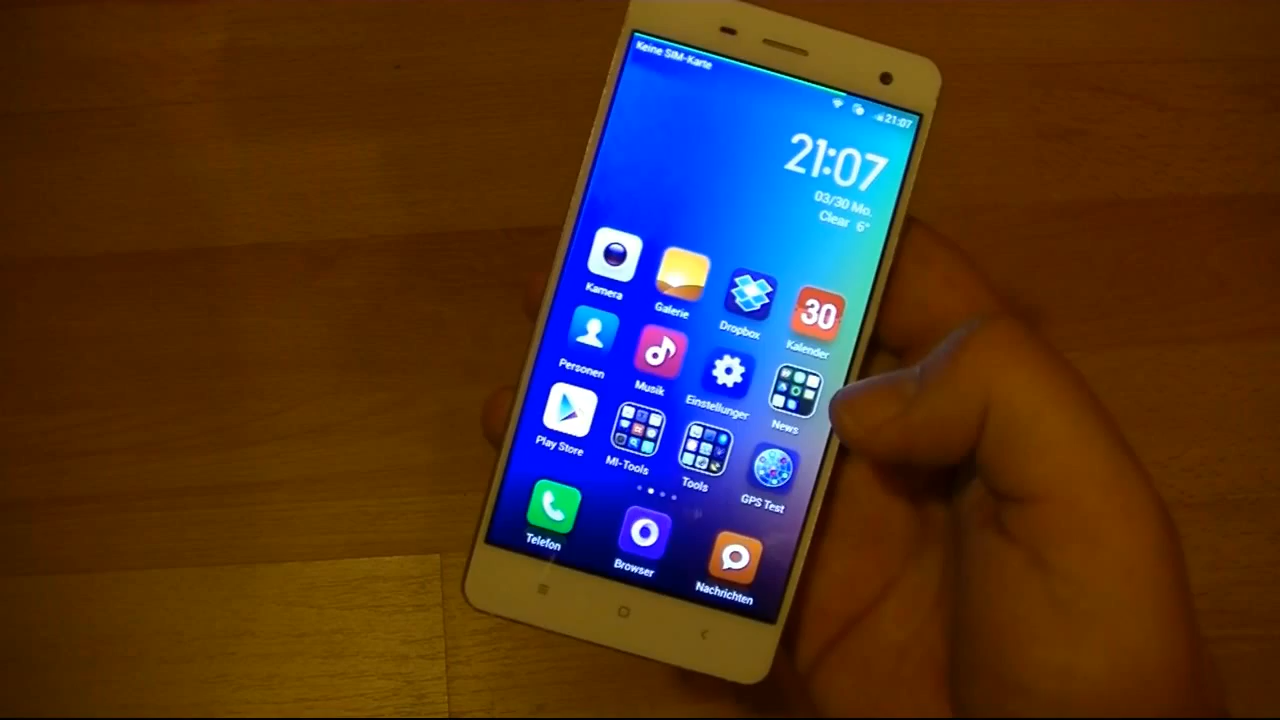 Keine SIM-Karte
21:07
21:07
03/30 Mo.
Clear 6°
30
Kamera
Galerie
Dropbox
Kalender
Personen
Musik
Einstellungen
News
Play Store
MI-Tools
Tools
GPS Test
Telefon
Browser
Nachrichten